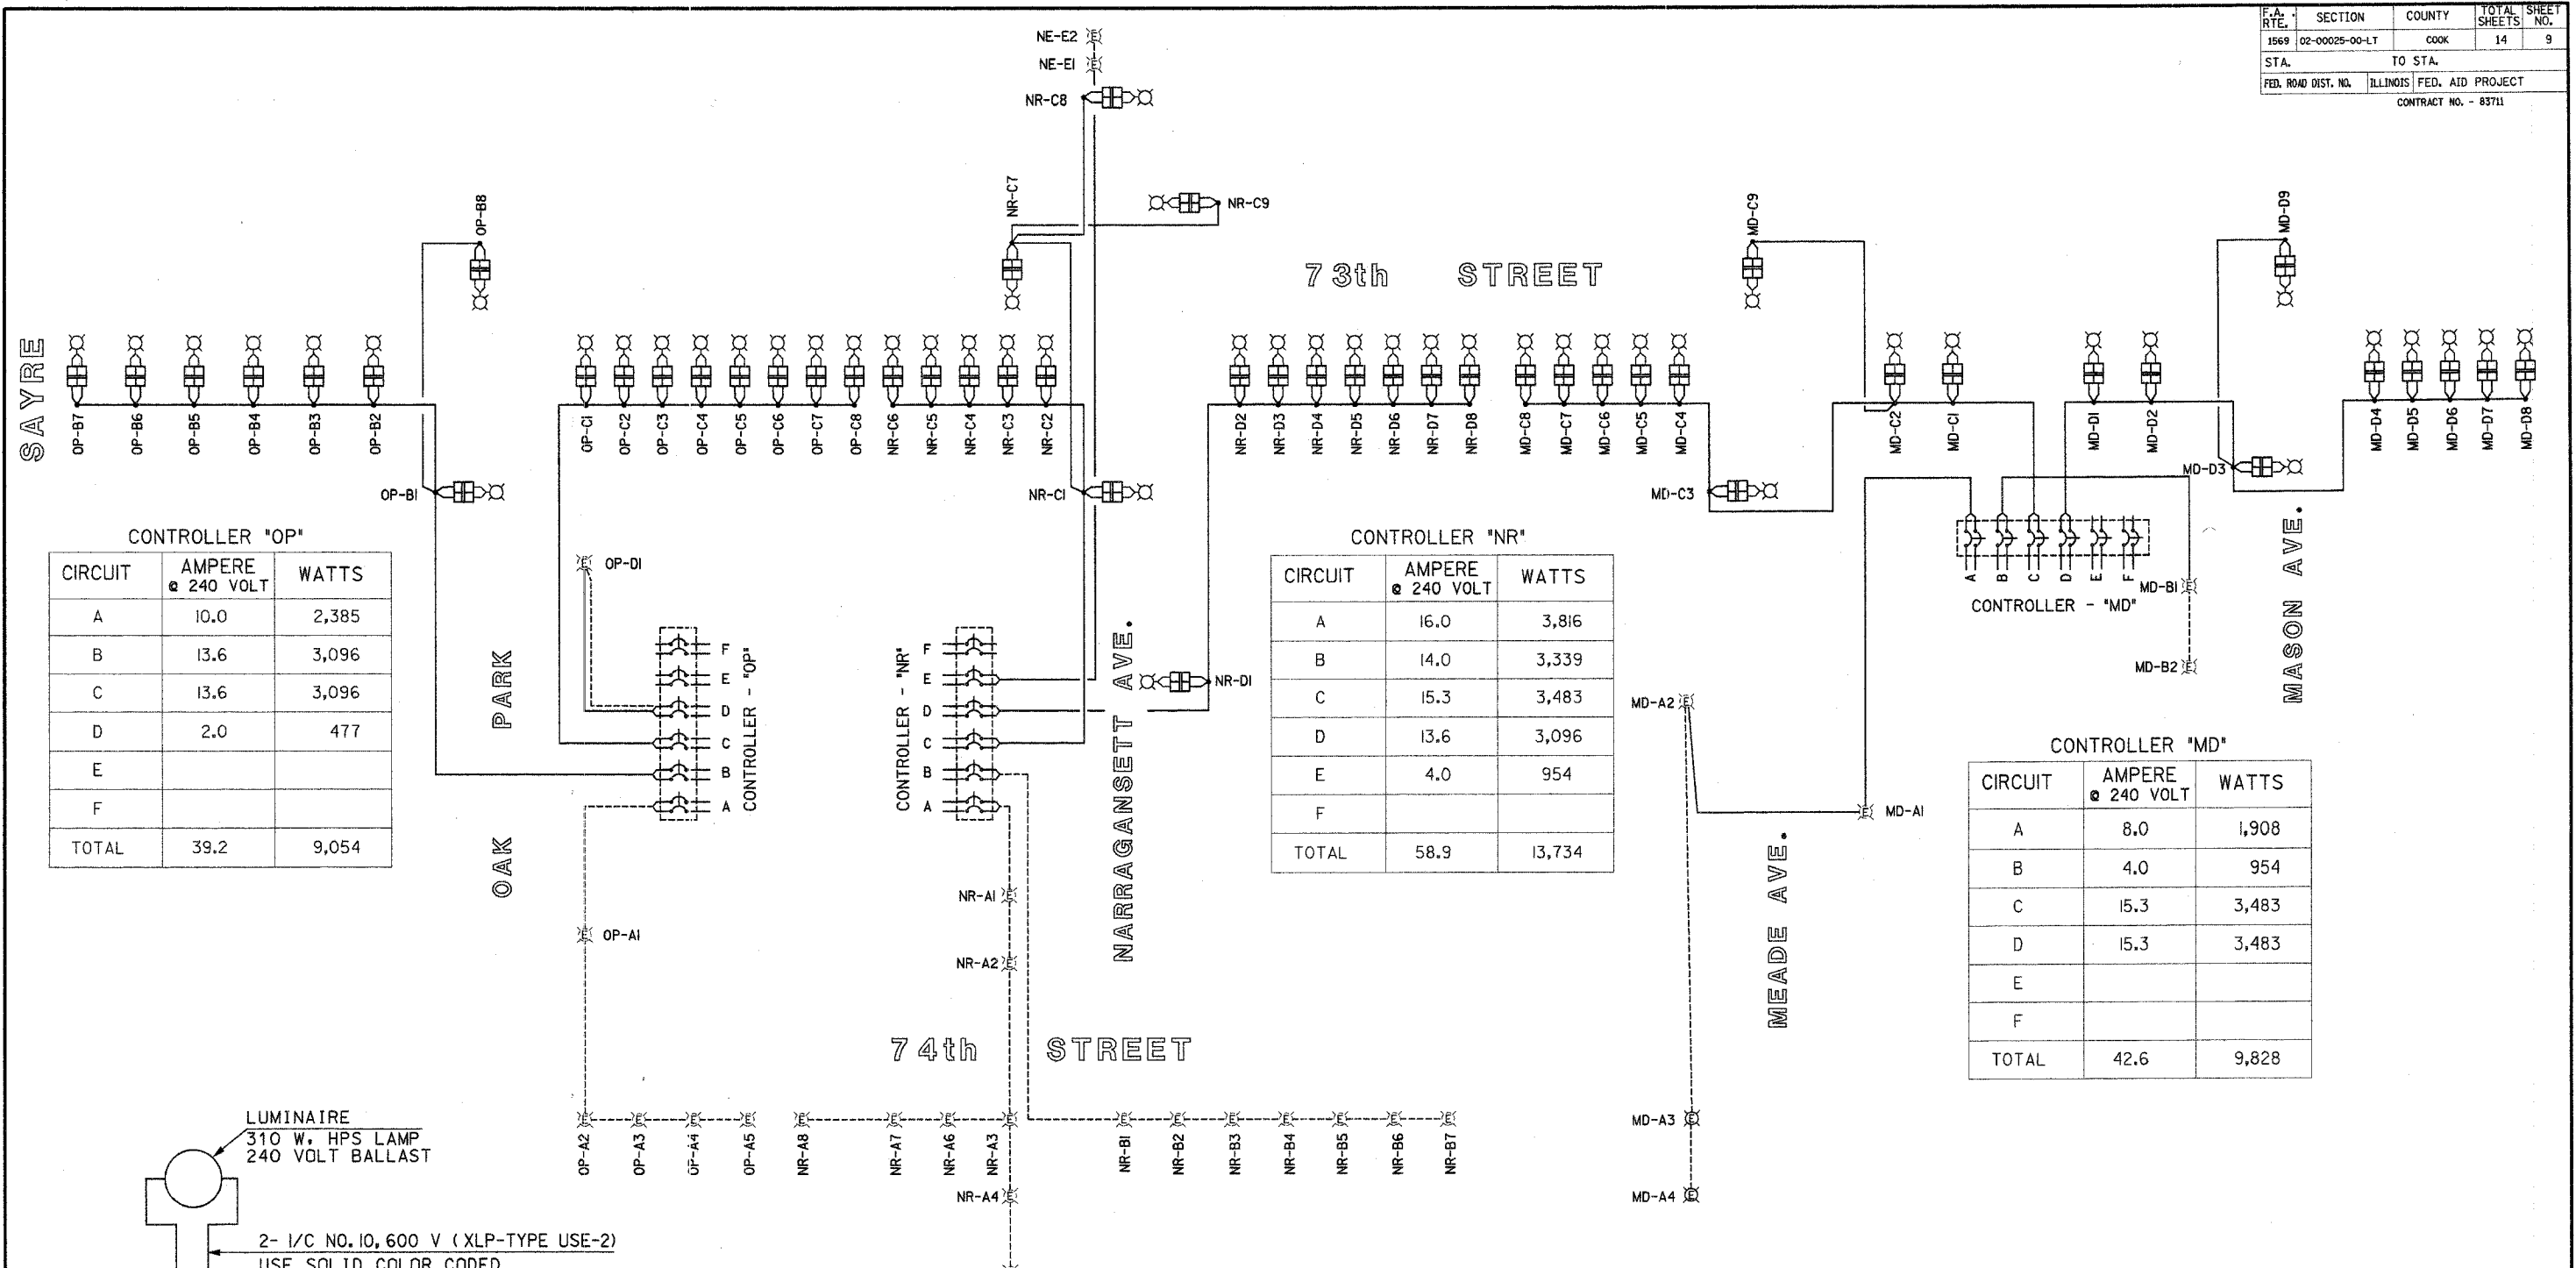 F.A. RTE. SECTION COUNTY TOTAL SHEETS SHEET NO.
1569 02-00025-00-LT COOK 14 9
STA. TO STA.
FED. ROAD DIST. NO. ILLINOIS FED. AID PROJECT
CONTRACT NO. - 83711
NE-E2
NE-E1
NR-C8
NR-C7
NR-C9
OP-B8
MD-C9
MD-D9
73th STREET
SAYRE
OP-B7 OP-B6 OP-B5 OP-B4 OP-B3 OP-B2
OP-C1 OP-C2 OP-C3 OP-C4 OP-C5 OP-C6 OP-C7 OP-C8 NR-C6 NR-C5 NR-C4 NR-C3 NR-C2
NR-D2 NR-D3 NR-D4 NR-D5 NR-D6 NR-D7 NR-D8
MD-C8 MD-C7 MD-C6 MD-C5 MD-C4
MD-C2 MD-C1
MD-D1 MD-D2
MD-D4 MD-D5 MD-D6 MD-D7 MD-D8
OP-B1
NR-C1
MD-C3
MD-D3
CONTROLLER "OP"
CIRCUIT AMPERE @ 240 VOLT WATTS
A 10.0 2,385
B 13.6 3,096
C 13.6 3,096
D 2.0 477
E
F
TOTAL 39.2 9,054
OAK PARK
OP-D1
F
E
D
C
B
A
CONTROLLER - "OP"
CONTROLLER - "NR"
F
E
D
C
B
A
NARRAGANSETT AVE.
NR-D1
CONTROLLER "NR"
CIRCUIT AMPERE @ 240 VOLT WATTS
A 16.0 3,816
B 14.0 3,339
C 15.3 3,483
D 13.6 3,096
E 4.0 954
F
TOTAL 58.9 13,734
A B C D E F
CONTROLLER - "MD"
MD-B1
MD-B2
MASON AVE.
MD-A2
MD-A1
MEADE AVE.
CONTROLLER "MD"
CIRCUIT AMPERE @ 240 VOLT WATTS
A 8.0 1,908
B 4.0 954
C 15.3 3,483
D 15.3 3,483
E
F
TOTAL 42.6 9,828
OP-A1
NR-A1
NR-A2
74th STREET
OP-A2 OP-A3 OP-A4 OP-A5 NR-A8 NR-A7 NR-A6 NR-A3
NR-B1 NR-B2 NR-B3 NR-B4 NR-B5 NR-B6 NR-B7
NR-A4
MD-A3
MD-A4
LUMINAIRE
310 W. HPS LAMP
240 VOLT BALLAST
2- 1/C NO.10, 600 V (XLP-TYPE USE-2)
USE SOLID COLOR CODED